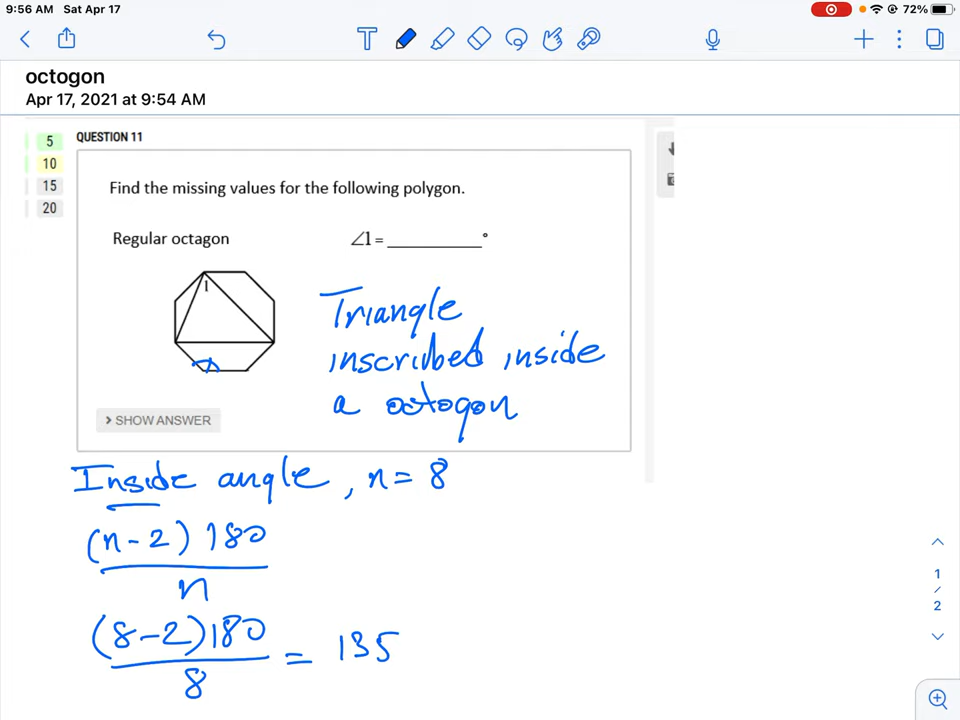 9:56 AM Sat Apr 17
72%
octogon
Apr 17, 2021 at 9:54 AM
5
10
15
20
QUESTION 11
Find the missing values for the following polygon.
Regular octagon
∠1 = __________ °
1
Triangle
inscribed inside
a octogon
> SHOW ANSWER
Inside angle, n = 8
(n-2) 180
n
(8-2)180
8
= 135
1
/
2